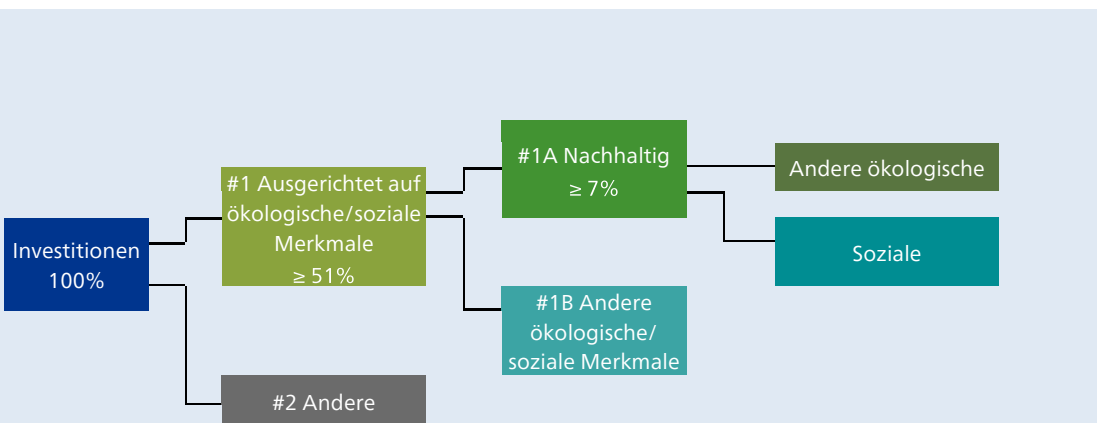 Investitionen
100%
#1 Ausgerichtet auf
ökologische/soziale
Merkmale
≥ 51%
#2 Andere
#1A Nachhaltig
≥ 7%
#1B Andere
ökologische/
soziale Merkmale
Andere ökologische
Soziale